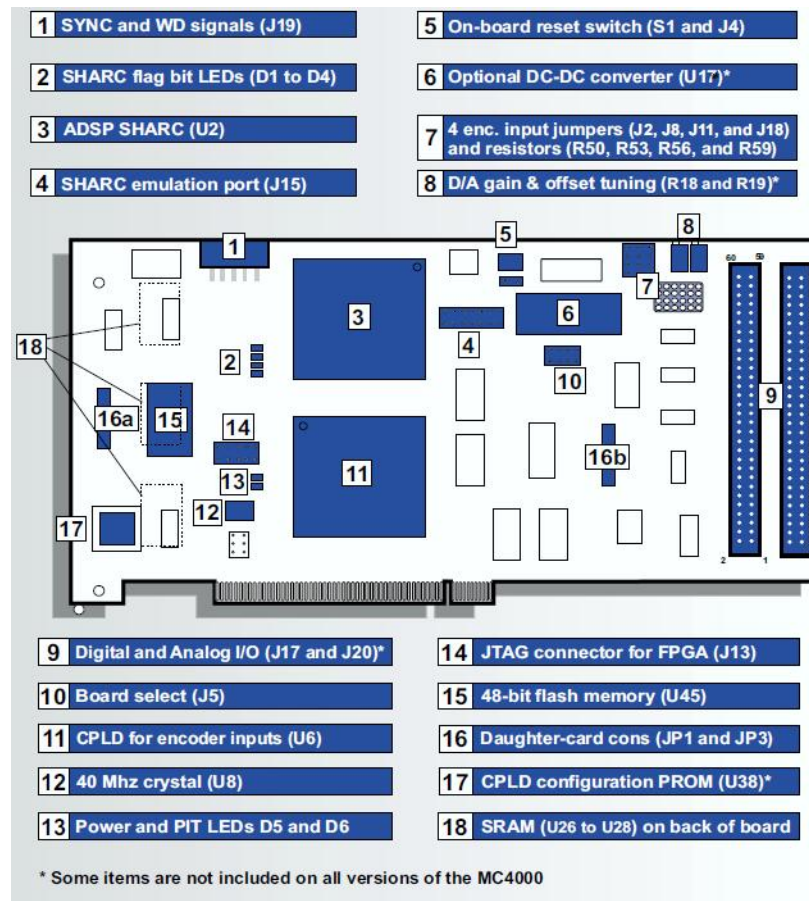 1 SYNC and WD signals (J19)
2 SHARC flag bit LEDs (D1 to D4)
3 ADSP SHARC (U2)
4 SHARC emulation port (J15)
5 On-board reset switch (S1 and J4)
6 Optional DC-DC converter (U17)*
7 4 enc. input jumpers (J2, J8, J11, and J18)
and resistors (R50, R53, R56, and R59)
8 D/A gain & offset tuning (R18 and R19)*
5
8
1
60 59
7
3
6
18
4
2
9
10
16a
15
14
16b
13
11
12
17
2 1
9 Digital and Analog I/O (J17 and J20)*
10 Board select (J5)
11 CPLD for encoder inputs (U6)
12 40 Mhz crystal (U8)
13 Power and PIT LEDs D5 and D6
14 JTAG connector for FPGA (J13)
15 48-bit flash memory (U45)
16 Daughter-card cons (JP1 and JP3)
17 CPLD configuration PROM (U38)*
18 SRAM (U26 to U28) on back of board
* Some items are not included on all versions of the MC4000